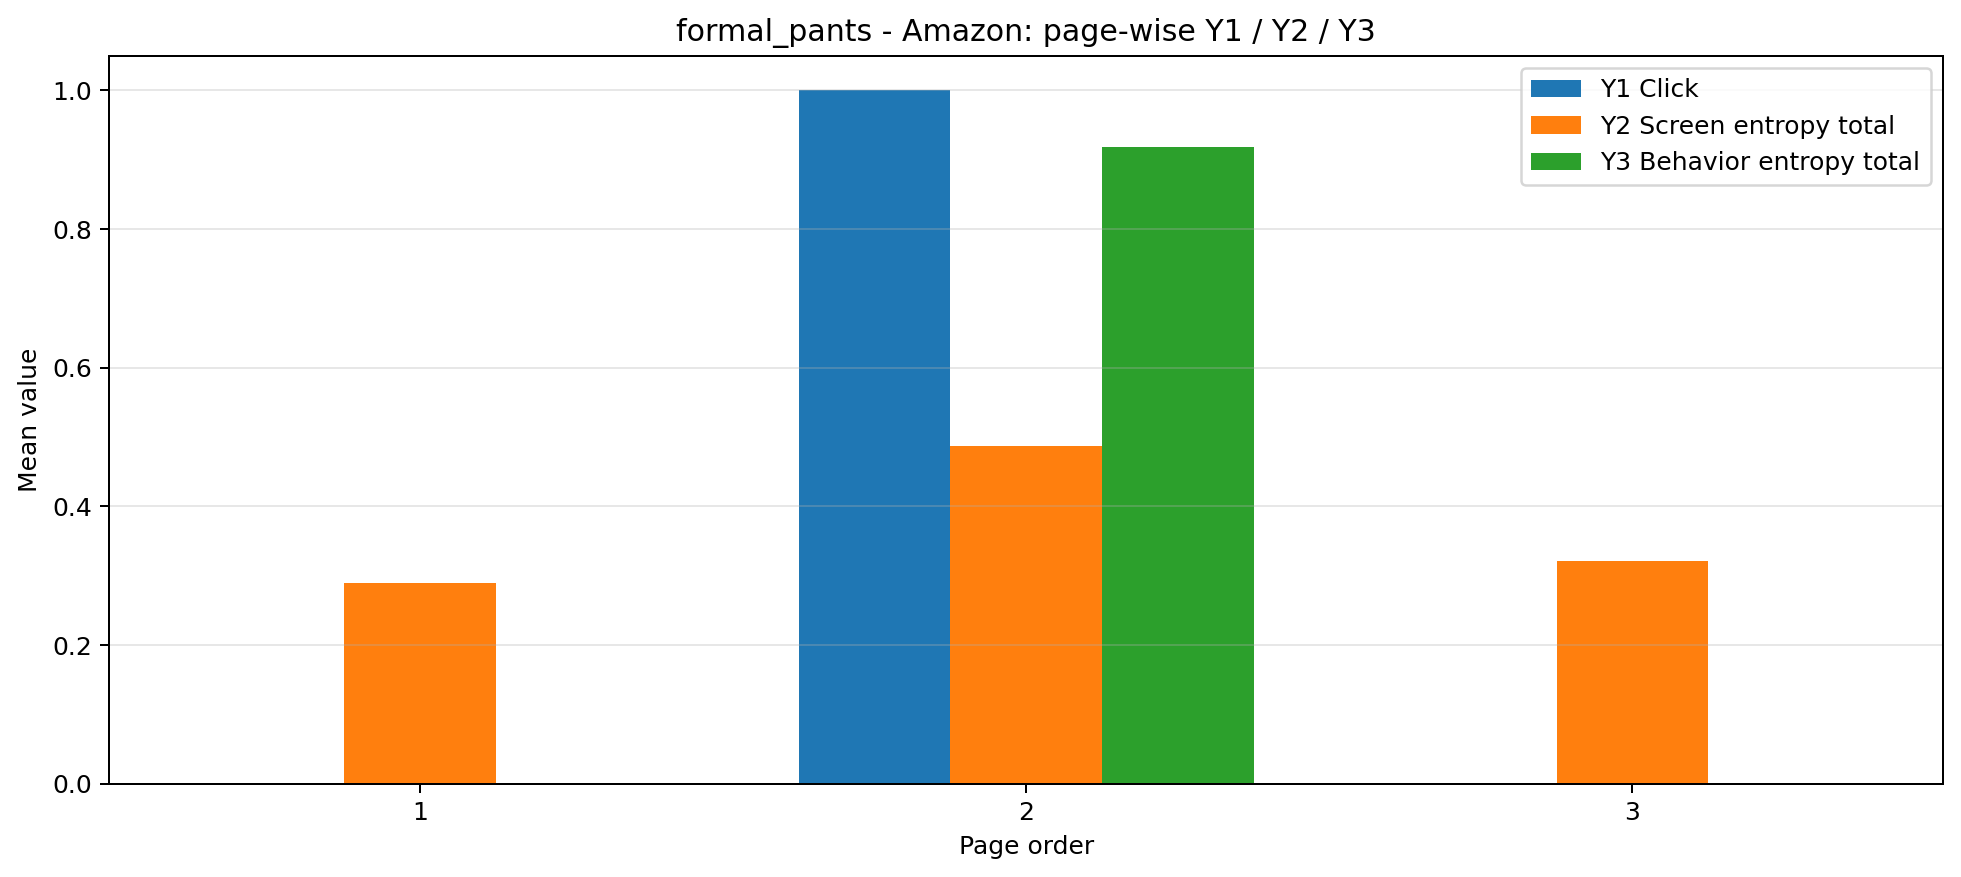 formal_pants - Amazon: page-wise Y1 / Y2 / Y3
Y1 Click
Y2 Screen entropy total
Y3 Behavior entropy total
Mean value
1.0
0.8
0.6
0.4
0.2
0.0
1 2 3
Page order